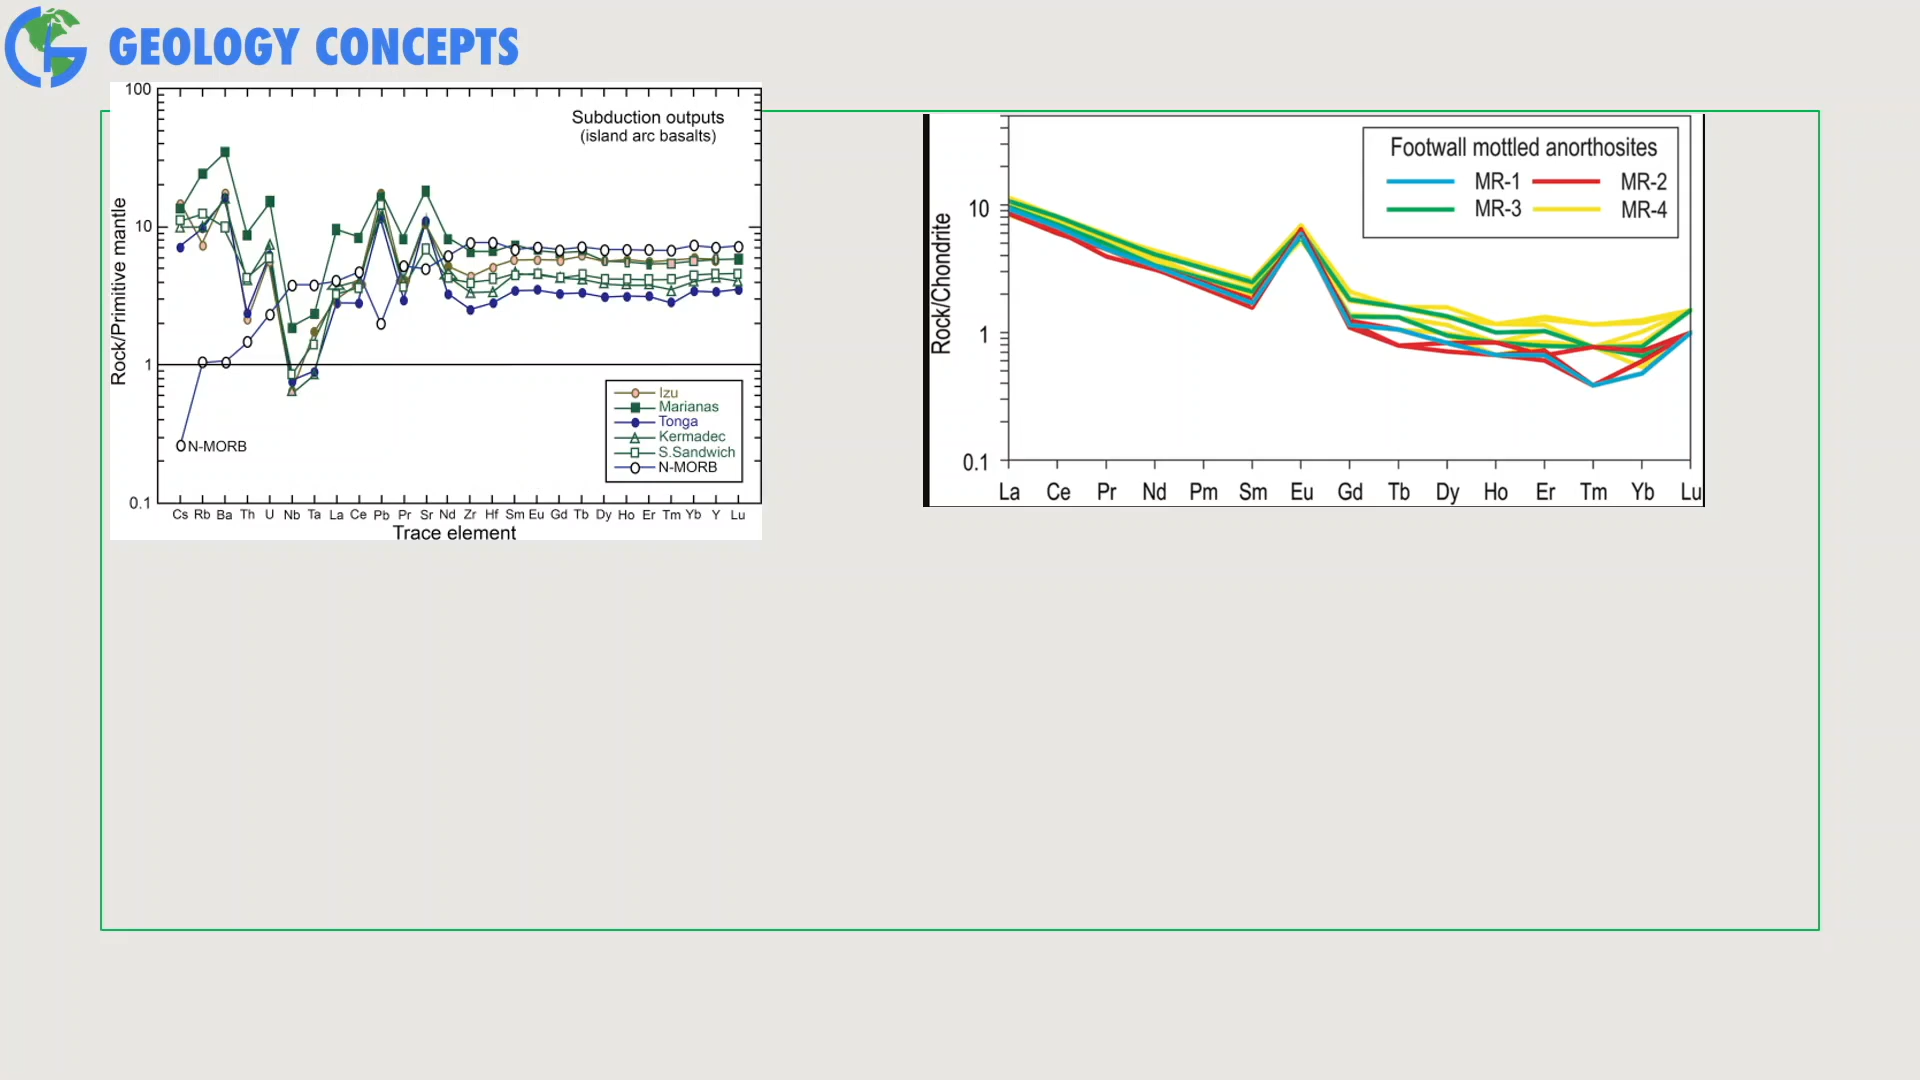 GEOLOGY CONCEPTS
100
10
1
0.1
Rock/Primitive mantle
Subduction outputs
(island arc basalts)
N-MORB
Izu
Marianas
Tonga
Kermadec
S.Sandwich
N-MORB
Cs Rb Ba Th U Nb Ta La Ce Pb Pr Sr Nd Zr Hf Sm Eu Gd Tb Dy Ho Er Tm Yb Y Lu
Trace element
Rock/Chondrite
10
1
0.1
Footwall mottled anorthosites
MR-1 MR-2
MR-3 MR-4
La Ce Pr Nd Pm Sm Eu Gd Tb Dy Ho Er Tm Yb Lu